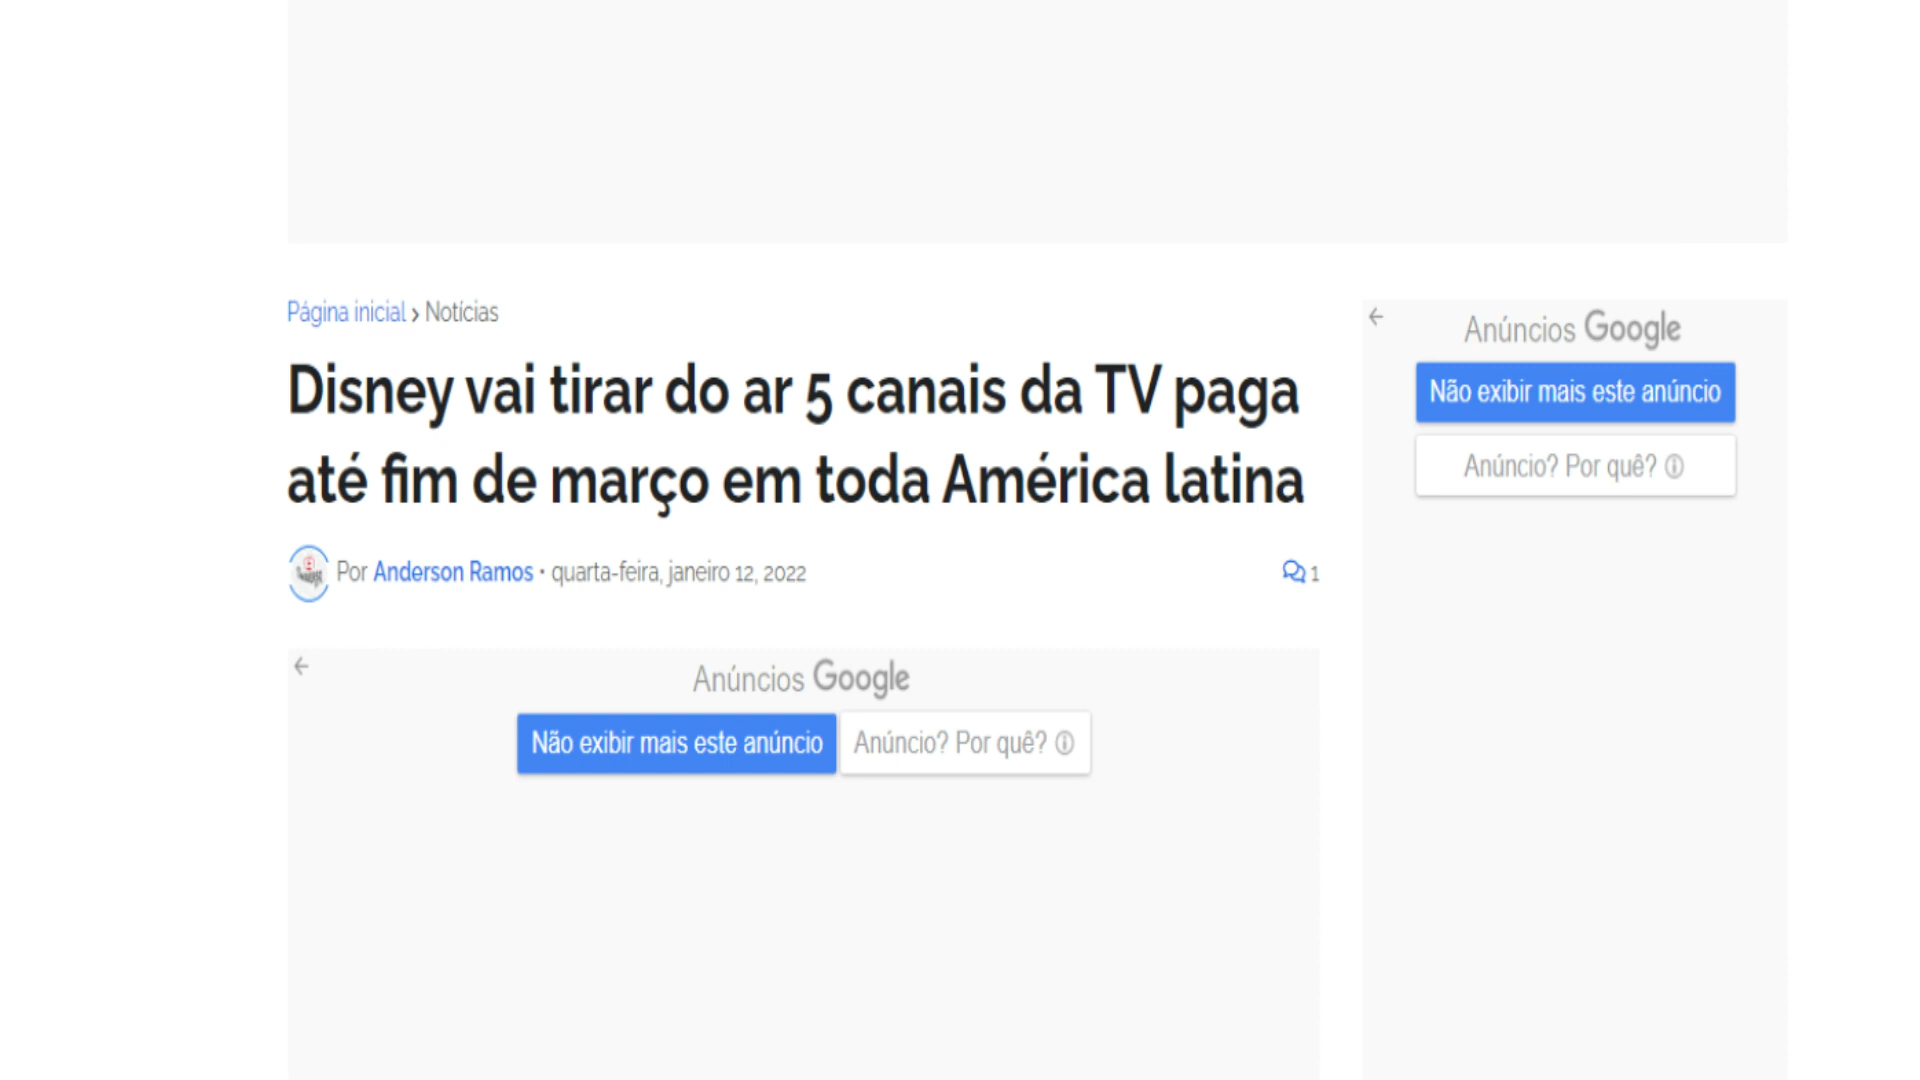 Página inicial › Notícias
Disney vai tirar do ar 5 canais da TV paga
até fim de março em toda América latina
Por Anderson Ramos • quarta-feira, janeiro 12, 2022
1
Anúncios Google
Não exibir mais este anúncio
Anúncio? Por quê?
Anúncios Google
Não exibir mais este anúncio Anúncio? Por quê?